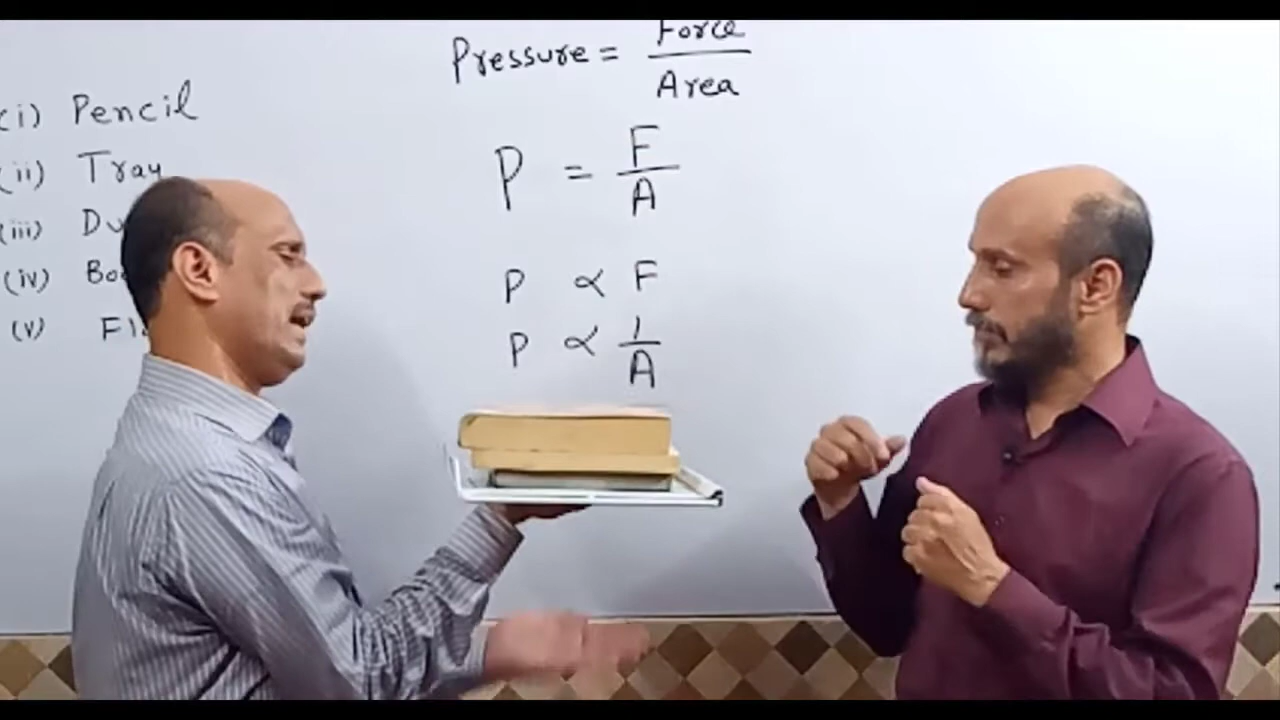 Pressure = Force / Area
P = F / A
P ∝ F
P ∝ 1 / A
(i) Pencil
(ii) Tray
(iii)
(iv)
(v)